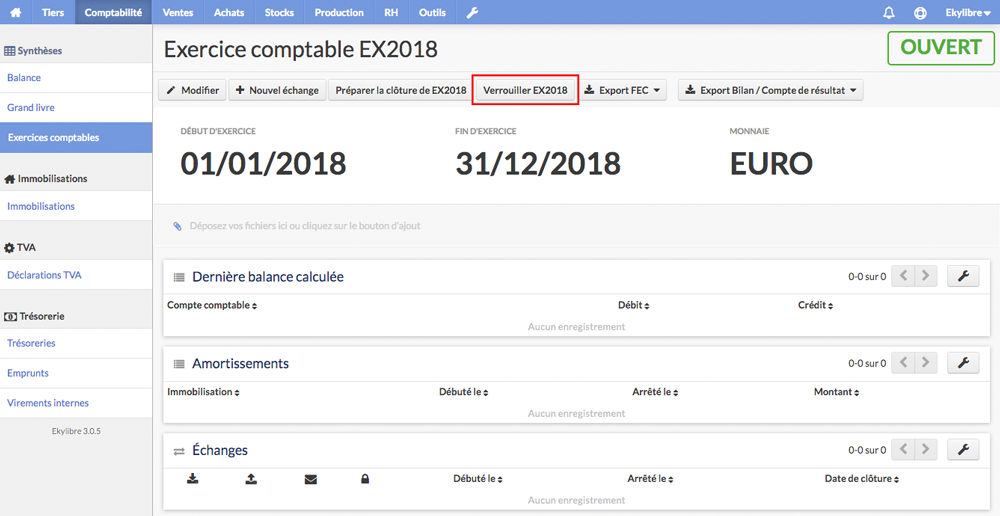 Tiers Comptabilité Ventes Achats Stocks Production RH Outils Ekylibre
Synthèses
Balance
Grand livre
Exercices comptables
Immobilisations
Immobilisations
TVA
Déclarations TVA
Trésorerie
Trésoreries
Emprunts
Virements internes
Ekylibre 3.0.5
Exercice comptable EX2018
OUVERT
Modifier Nouvel échange Préparer la clôture de EX2018 Verrouiller EX2018 Export FEC Export Bilan / Compte de résultat
DÉBUT D'EXERCICE FIN D'EXERCICE MONNAIE
01/01/2018 31/12/2018 EURO
Déposez vos fichiers ici ou cliquez sur le bouton d'ajout
Dernière balance calculée 0-0 sur 0
Compte comptable Débit Crédit
Aucun enregistrement
Amortissements 0-0 sur 0
Immobilisation Débuté le Arrêté le Montant
Aucun enregistrement
Échanges 0-0 sur 0
Débuté le Arrêté le Date de clôture
Aucun enregistrement